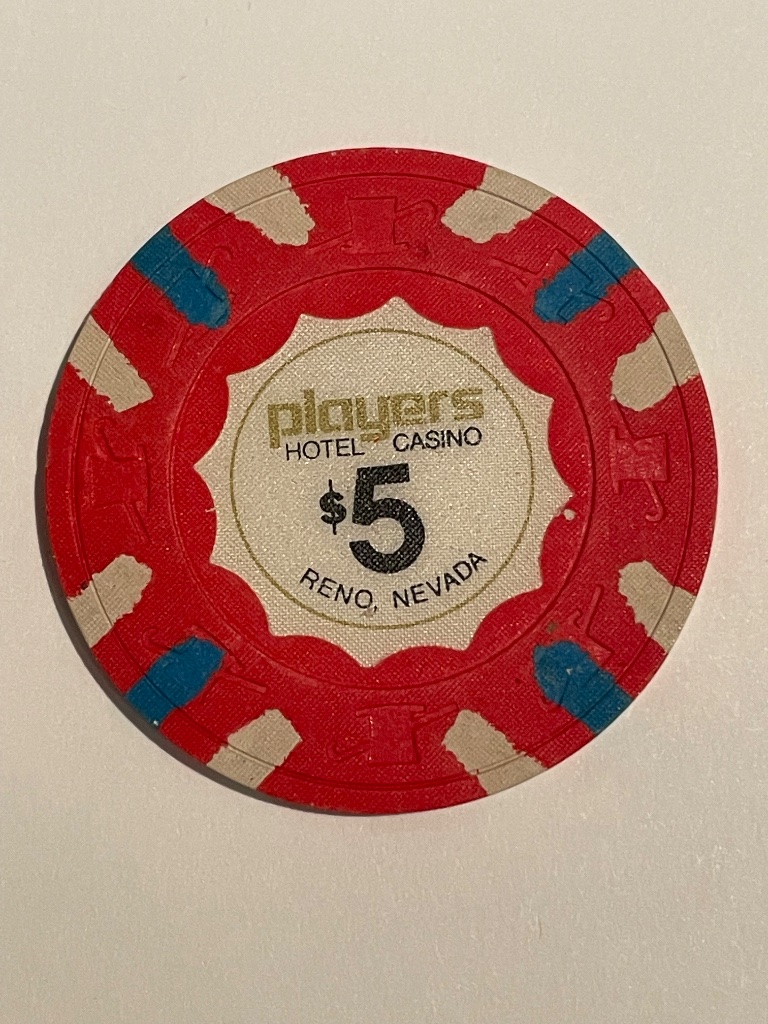 players
HOTEL CASINO
$5
RENO, NEVADA